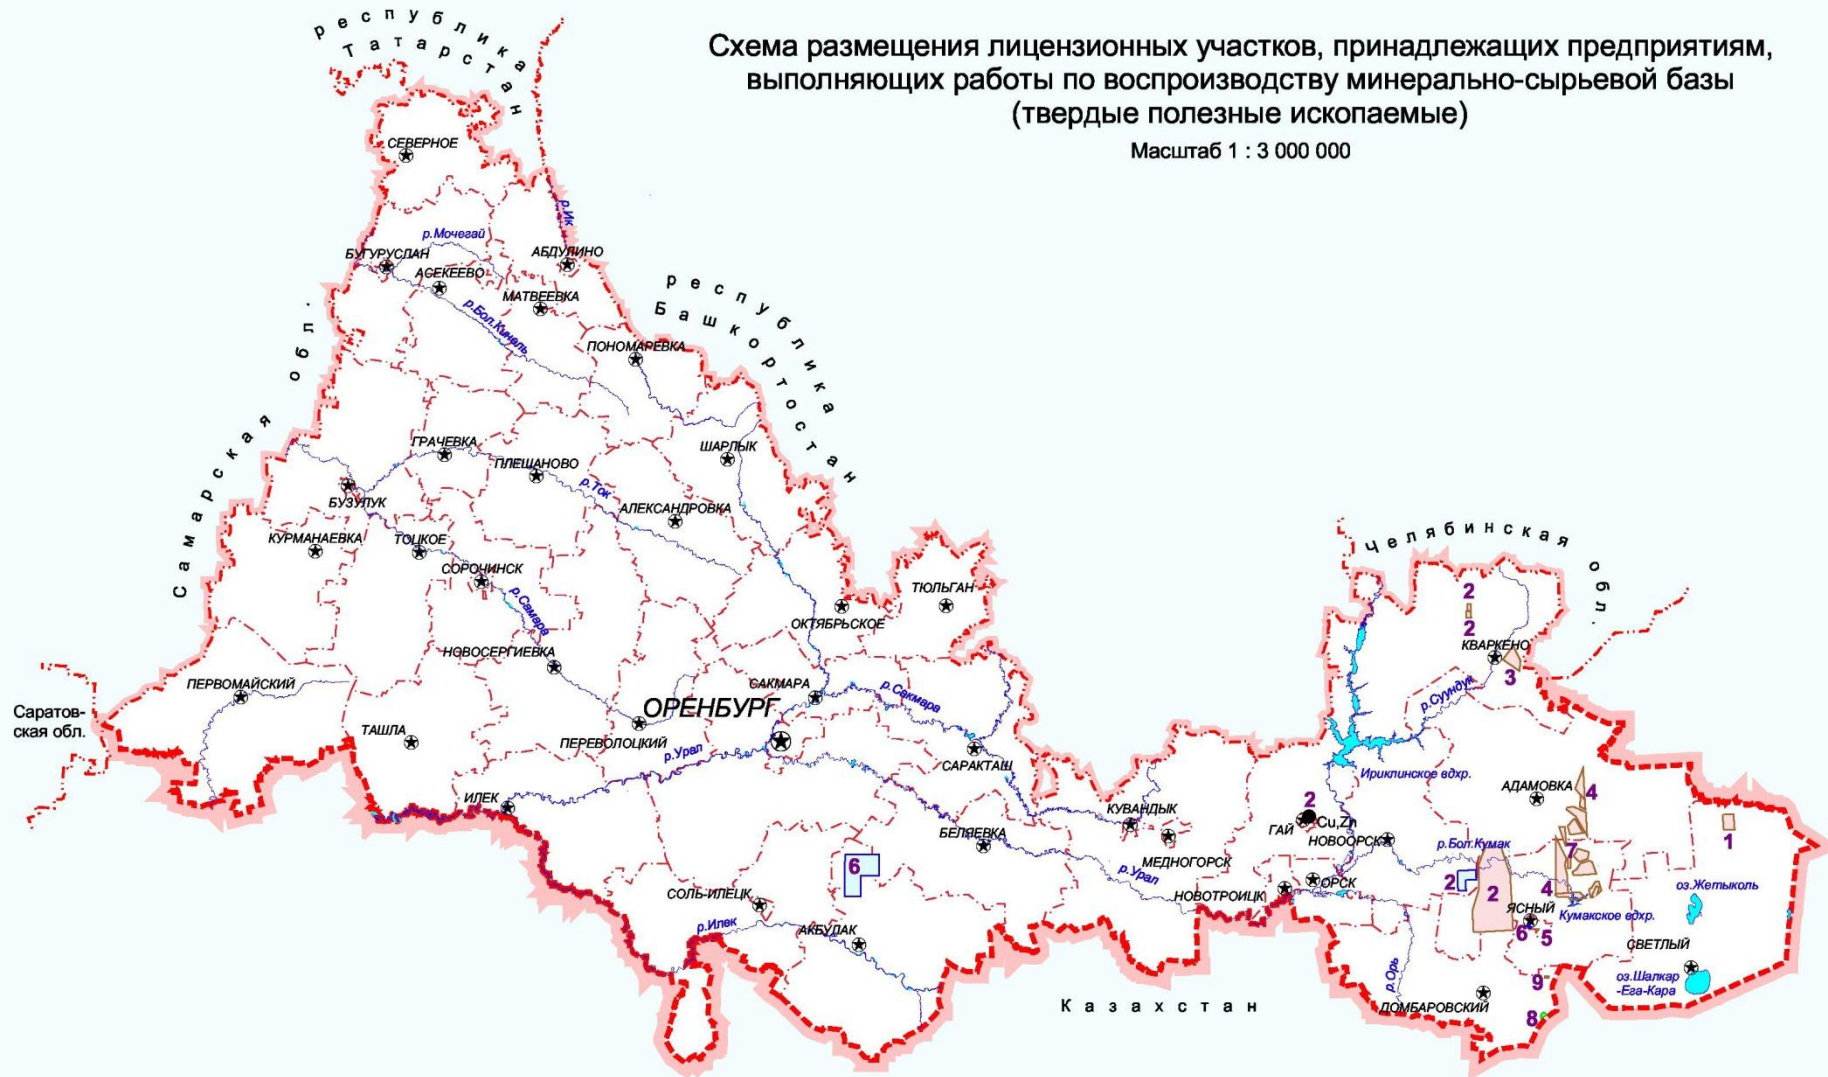 Схема размещения лицензионных участков, принадлежащих предприятиям,
выполняющих работы по воспроизводству минерально-сырьевой базы
(твердые полезные ископаемые)
Масштаб 1 : 3 000 000
республика
Татарстан
СЕВЕРНОЕ
р.Ик
р.Мочегай
БУГУРУСЛАН
АБДУЛИНО
АСЕКЕЕВО
МАТВЕЕВКА
р.Бол.Кинель
республика
Башкортостан
ПОНОМАРЕВКА
Самарская обл.
ГРАЧЕВКА
ШАРЛЫК
ПЛЕШАНОВО
БУЗУЛУК
р.Ток
АЛЕКСАНДРОВКА
КУРМАНАЕВКА
ТОЦКОЕ
СОРОЧИНСК
Челябинская обл.
р.Самара
ТЮЛЬГАН
ОКТЯБРЬСКОЕ
2
2
КВАРКЕНО
НОВОСЕРГИЕВКА
3
ПЕРВОМАЙСКИЙ
САКМАРА
р.Сакмара
р.Суундук
ОРЕНБУРГ
Саратов-
ская обл.
ТАШЛА
ПЕРЕВОЛОЦКИЙ
р.Урал
САРАКТАШ
Ириклинское вдхр.
АДАМОВКА
4
ИЛЕК
КУВАНДЫК
2
Cu,Zn
ГАЙ
НОВООРСК
1
БЕЛЯЕВКА
р.Бол.Кумак
7
МЕДНОГОРСК
6
р.Урал
2
2
4
оз.Жетыколь
СОЛЬ-ИЛЕЦК
НОВОТРОИЦК
ОРСК
ЯСНЫЙ
Кумакское вдхр.
р.Илек
АКБУЛАК
6
5
СВЕТЛЫЙ
р.Орь
9
оз.Шалкар
-Ега-Кара
Казахстан
ДОМБАРОВСКИЙ
8